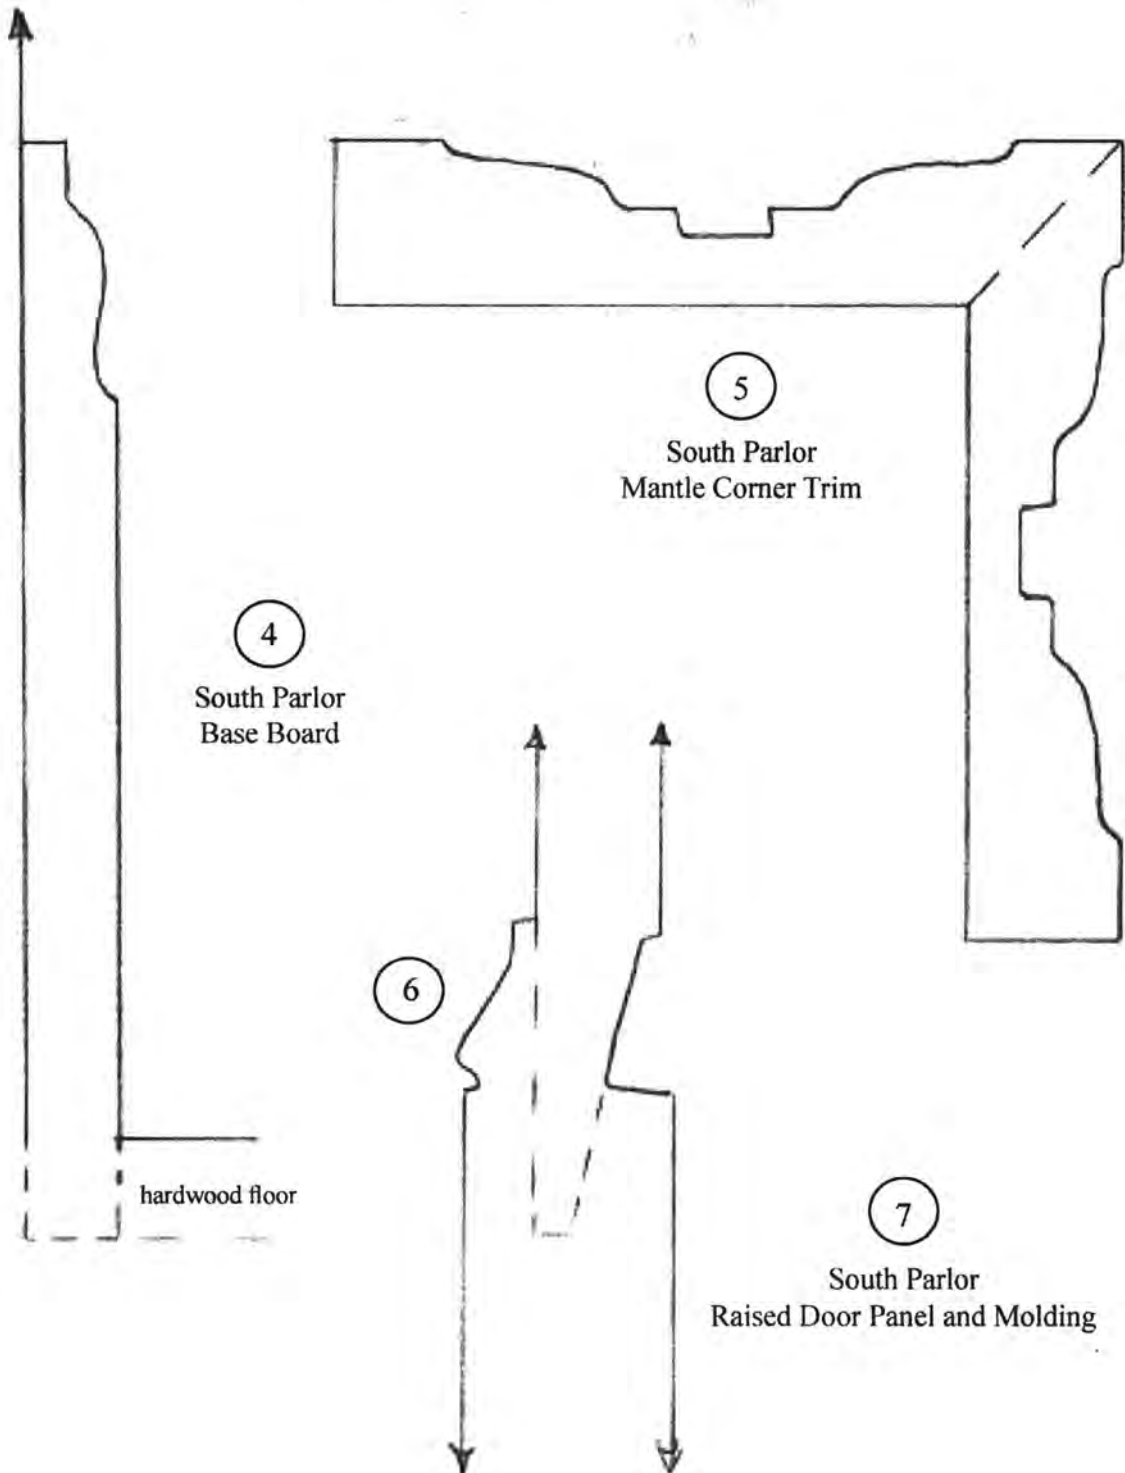 5
South Parlor
Mantle Corner Trim
4
South Parlor
Base Board
6
hardwood floor
7
South Parlor
Raised Door Panel and Molding